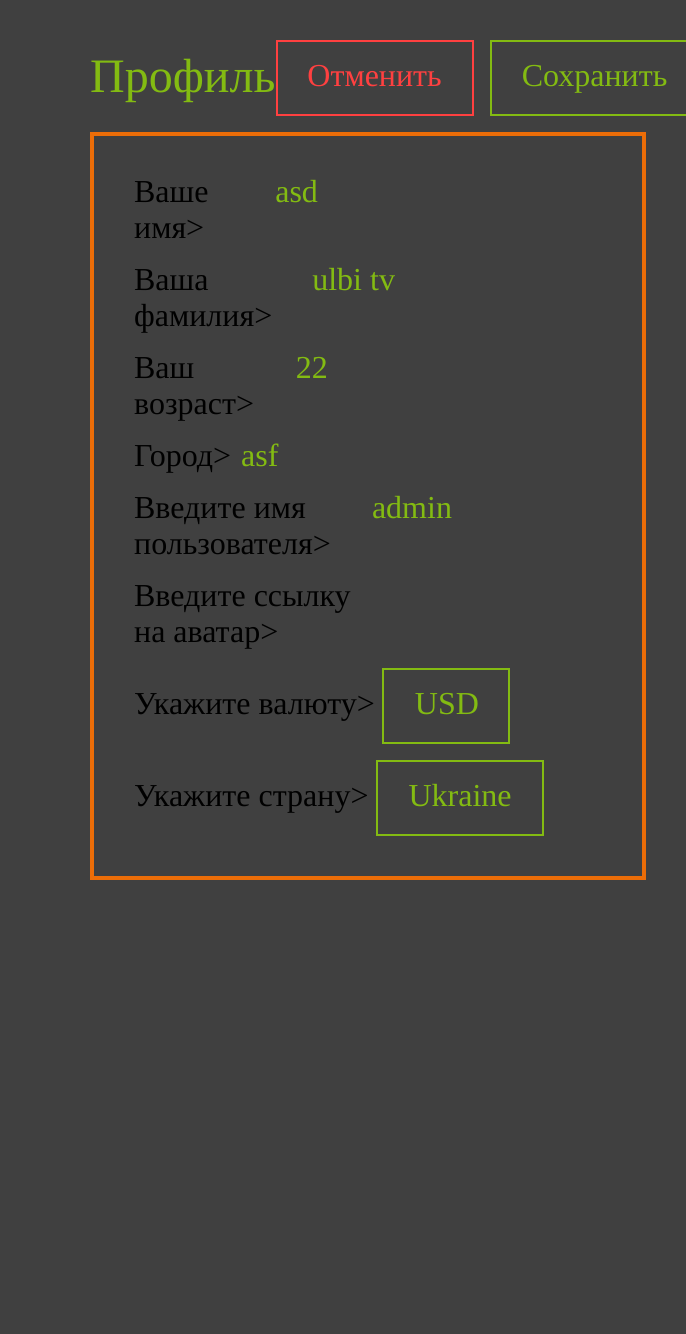 Профиль Отменить Сохранить
Ваше asd
имя>
Ваша ulbi tv
фамилия>
Ваш 22
возраст>
Город> asf
Введите имя admin
пользователя>
Введите ссылку
на аватар>
Укажите валюту> USD
Укажите страну> Ukraine